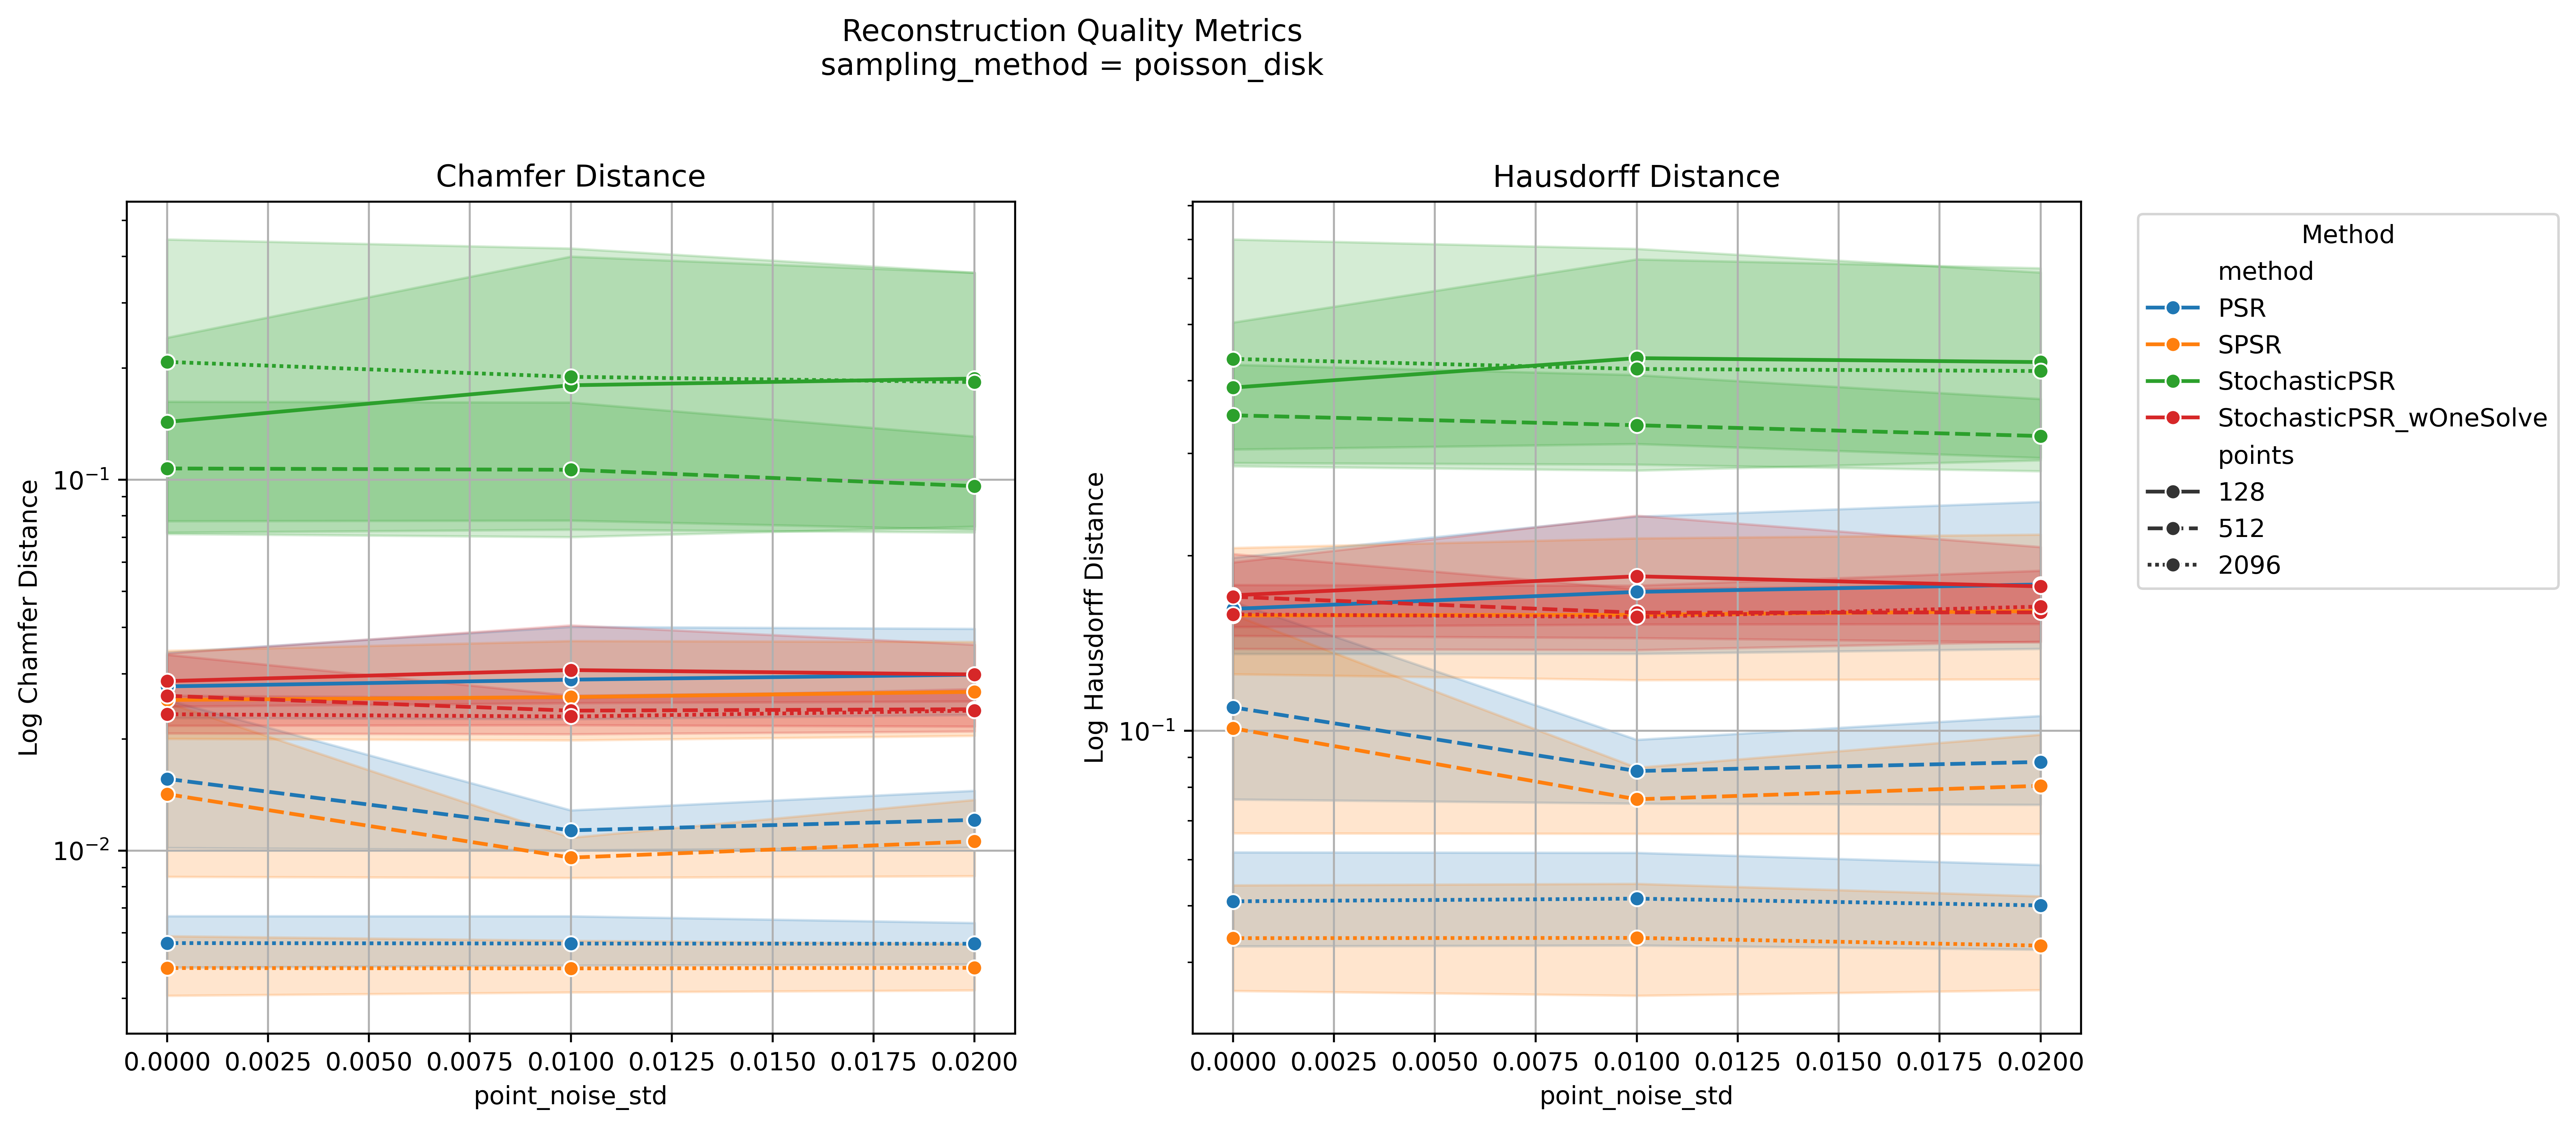 Reconstruction Quality Metrics
sampling_method = poisson_disk
Chamfer Distance
Log Chamfer Distance
10⁻¹
10⁻²
0.0000 0.0025 0.0050 0.0075 0.0100 0.0125 0.0150 0.0175 0.0200
point_noise_std
Hausdorff Distance
Log Hausdorff Distance
10⁻¹
0.0000 0.0025 0.0050 0.0075 0.0100 0.0125 0.0150 0.0175 0.0200
point_noise_std
Method
method
PSR
SPSR
StochasticPSR
StochasticPSR_wOneSolve
points
128
512
2096